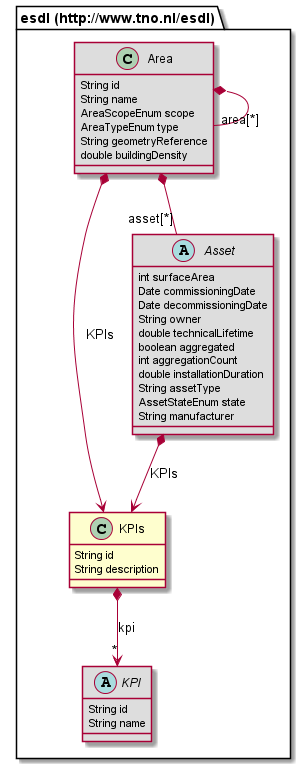 esdl (http://www.tno.nl/esdl)
C Area
String id
String name
AreaScopeEnum scope
AreaTypeEnum type
String geometryReference
double buildingDensity
area[*]
asset[*]
A Asset
int surfaceArea
Date commissioningDate
Date decommissioningDate
String owner
double technicalLifetime
boolean aggregated
int aggregationCount
double installationDuration
String assetType
AssetStateEnum state
String manufacturer
KPIs
KPIs
C KPIs
String id
String description
kpi
*
A KPI
String id
String name